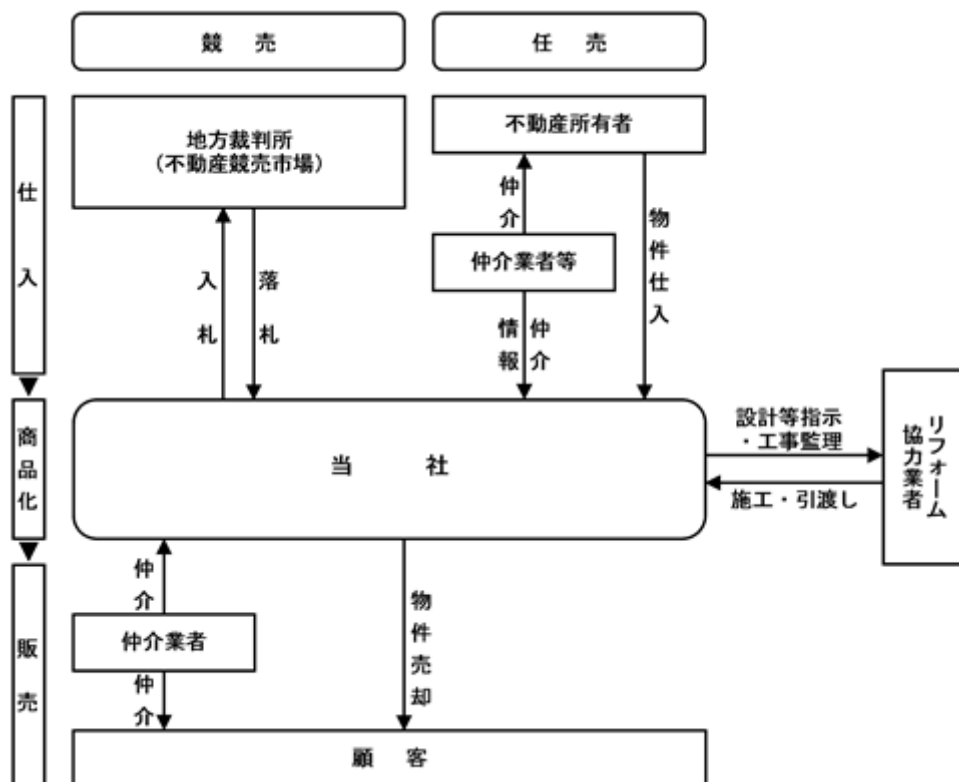 競 売
任 売
仕入
地方裁判所
（不動産競売市場）
不動産所有者
仲介
仲介業者等
物件仕入
入札
落札
情報
仲介
商品化
当 社
設計等指示
・工事監理
施工・引渡し
リフォーム
協力業者
販売
仲介
仲介業者
仲介
物件売却
顧 客